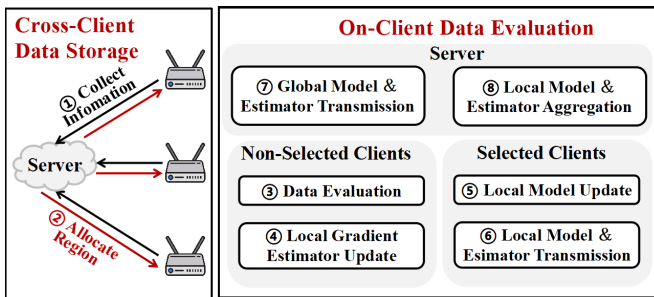 Cross-Client
Data Storage
① Collect
Infomation
Server
② Allocate
Region
On-Client Data Evaluation
Server
⑦ Global Model &
Estimator Transmission
⑧ Local Model &
Estimator Aggregation
Non-Selected Clients
③ Data Evaluation
④ Local Gradient
Estimator Update
Selected Clients
⑤ Local Model Update
⑥ Local Model &
Esimator Transmission